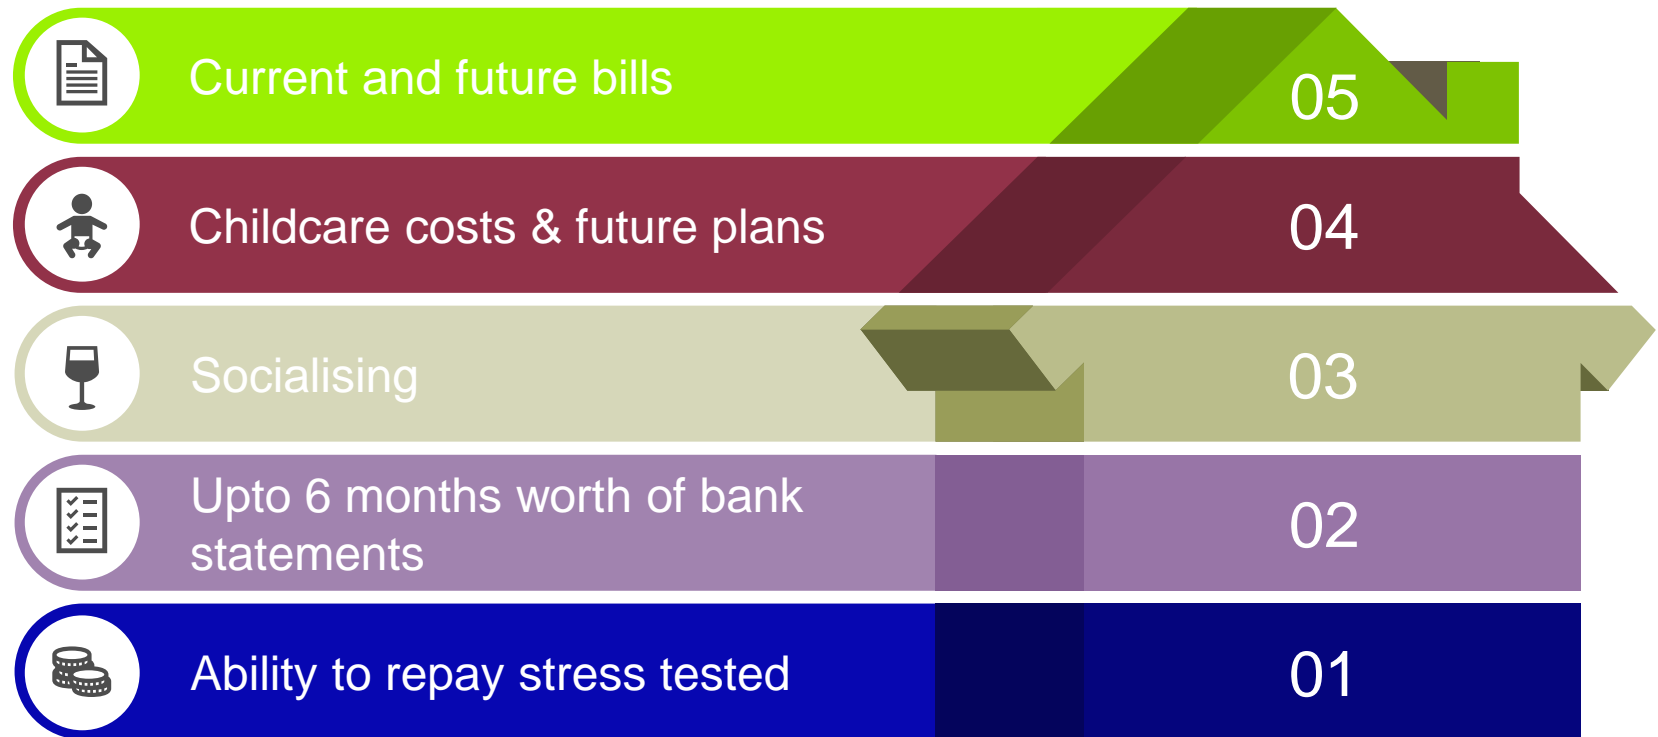 Current and future bills
05
Childcare costs & future plans
04
Socialising
03
Upto 6 months worth of bank
statements
02
Ability to repay stress tested
01